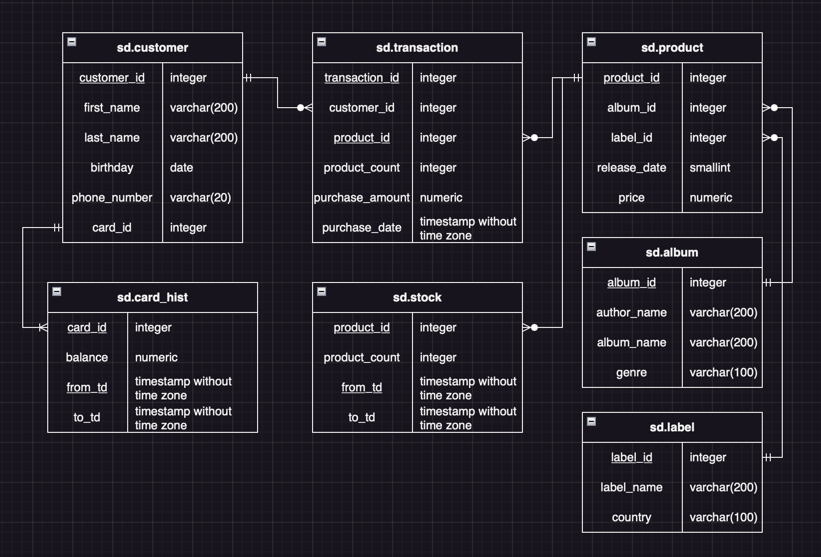 sd.customer
customer_id integer
first_name varchar(200)
last_name varchar(200)
birthday date
phone_number varchar(20)
card_id integer
sd.transaction
transaction_id integer
customer_id integer
product_id integer
product_count integer
purchase_amount numeric
purchase_date timestamp without
time zone
sd.product
product_id integer
album_id integer
label_id integer
release_date smallint
price numeric
sd.card_hist
card_id integer
balance numeric
from_td timestamp without
time zone
to_td timestamp without
time zone
sd.stock
product_id integer
product_count integer
from_td timestamp without
time zone
to_td timestamp without
time zone
sd.album
album_id integer
author_name varchar(200)
album_name varchar(200)
genre varchar(100)
sd.label
label_id integer
label_name varchar(200)
country varchar(100)